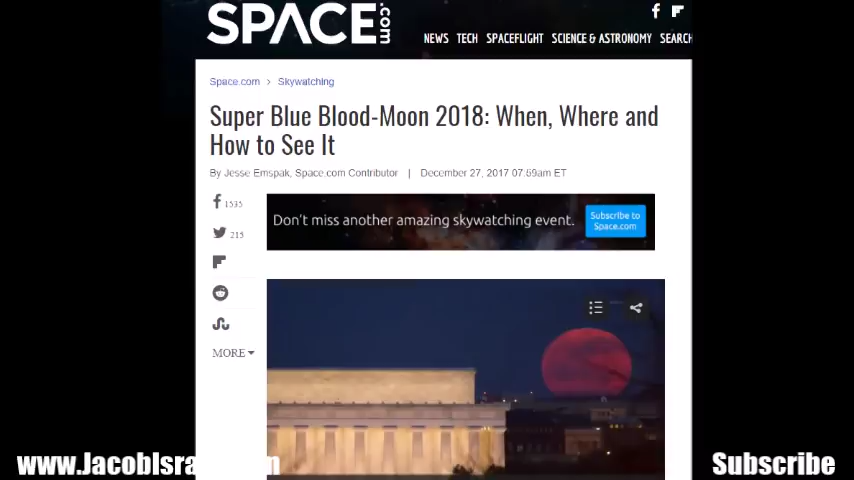 SPACE.com
NEWS TECH SPACEFLIGHT SCIENCE & ASTRONOMY SEARCH
Space.com > Skywatching
Super Blue Blood-Moon 2018: When, Where and
How to See It
By Jesse Emspak, Space.com Contributor | December 27, 2017 07:59am ET
1535
Don't miss another amazing skywatching event.
Subscribe to
Space.com
215
MORE
www.JacobIsra
m
Subscribe